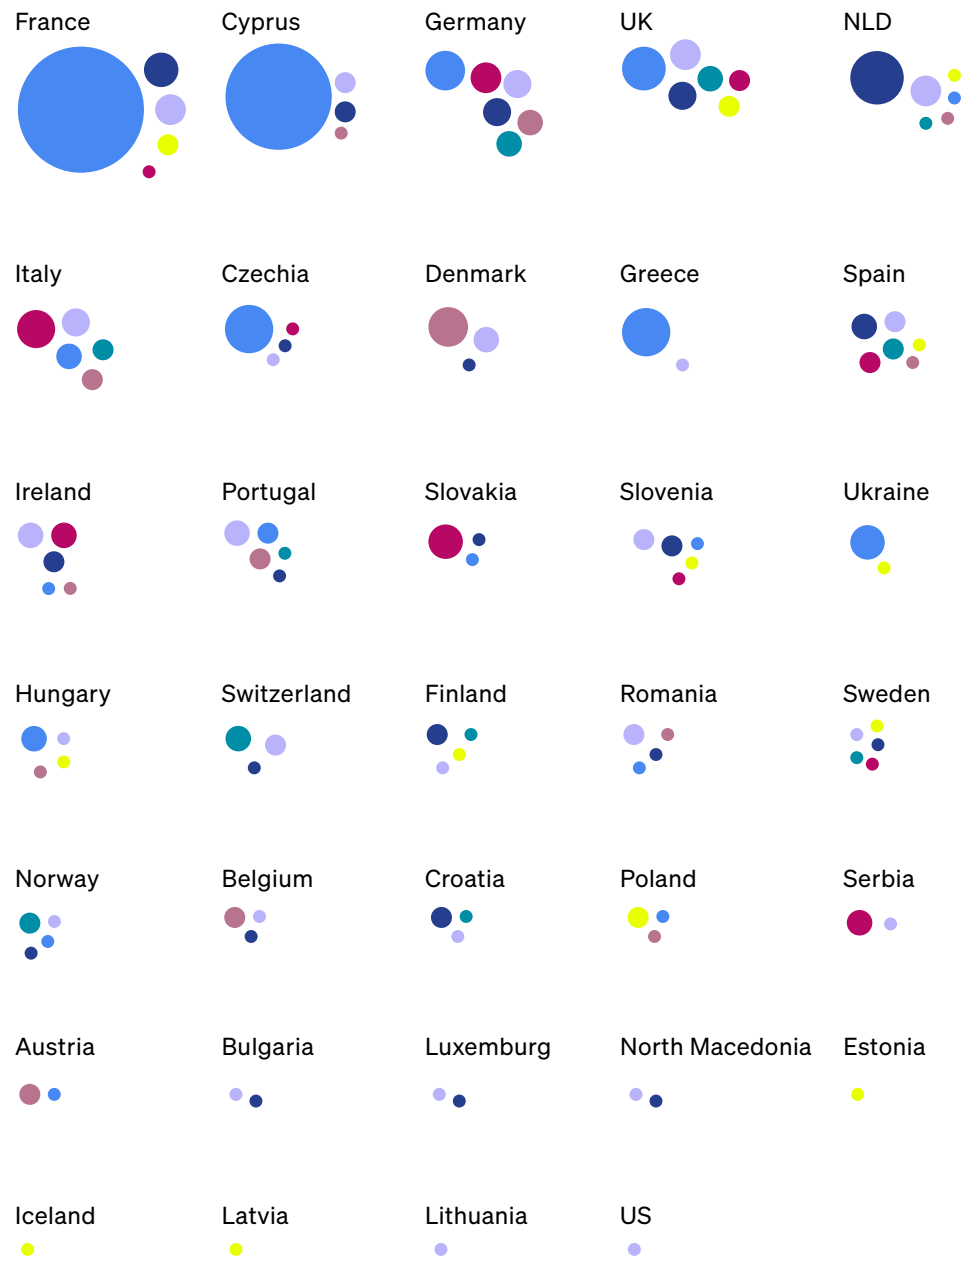 France
Cyprus
Germany
UK
NLD
Italy
Czechia
Denmark
Greece
Spain
Ireland
Portugal
Slovakia
Slovenia
Ukraine
Hungary
Switzerland
Finland
Romania
Sweden
Norway
Belgium
Croatia
Poland
Serbia
Austria
Bulgaria
Luxemburg
North Macedonia
Estonia
Iceland
Latvia
Lithuania
US